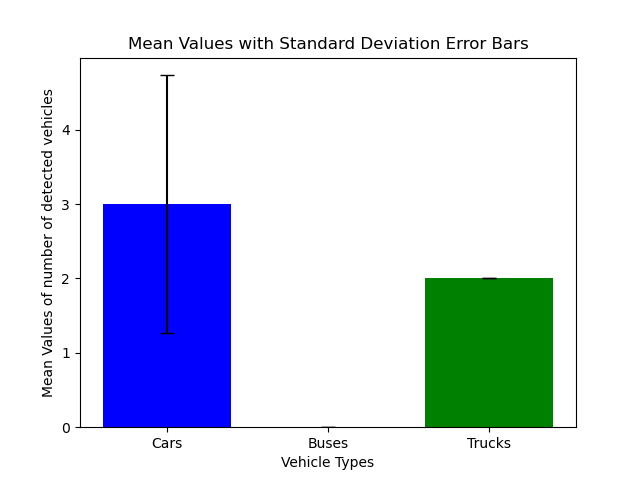 Mean Values with Standard Deviation Error Bars
Mean Values of number of detected vehicles
4
3
2
1
0
Cars Buses Trucks
Vehicle Types